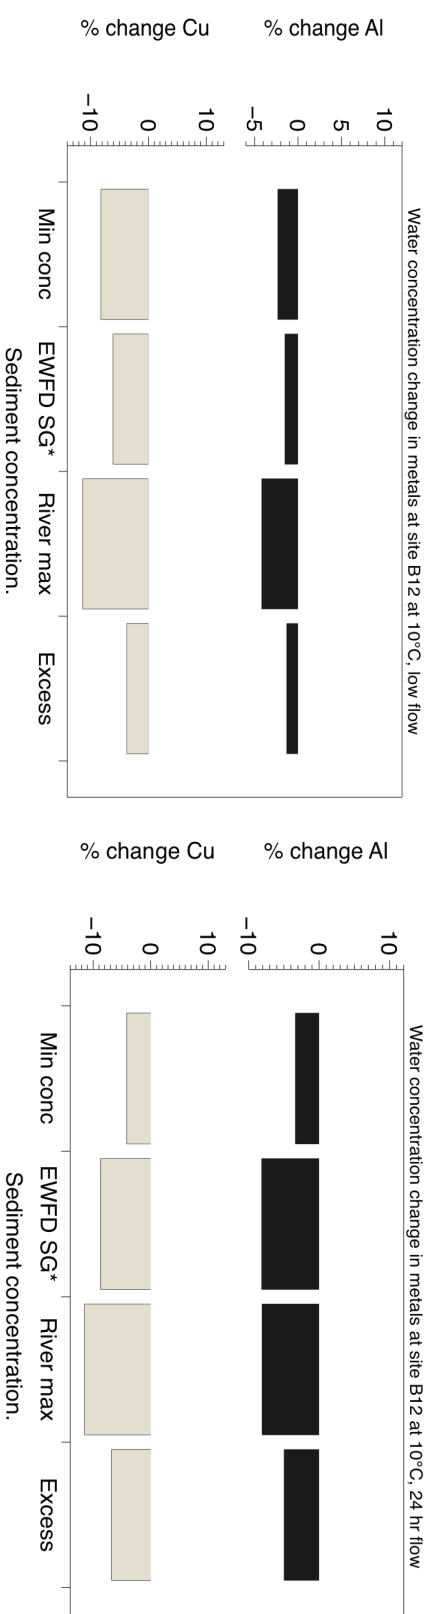 Water concentration change in metals at site B12 at 10°C, low flow
% change Al
10
5
0
−5
% change Cu
10
0
−10
Min conc EWFD SG* River max Excess
Sediment concentration.
Water concentration change in metals at site B12 at 10°C, 24 hr flow
% change Al
10
0
−10
% change Cu
10
0
−10
Min conc EWFD SG* River max Excess
Sediment concentration.